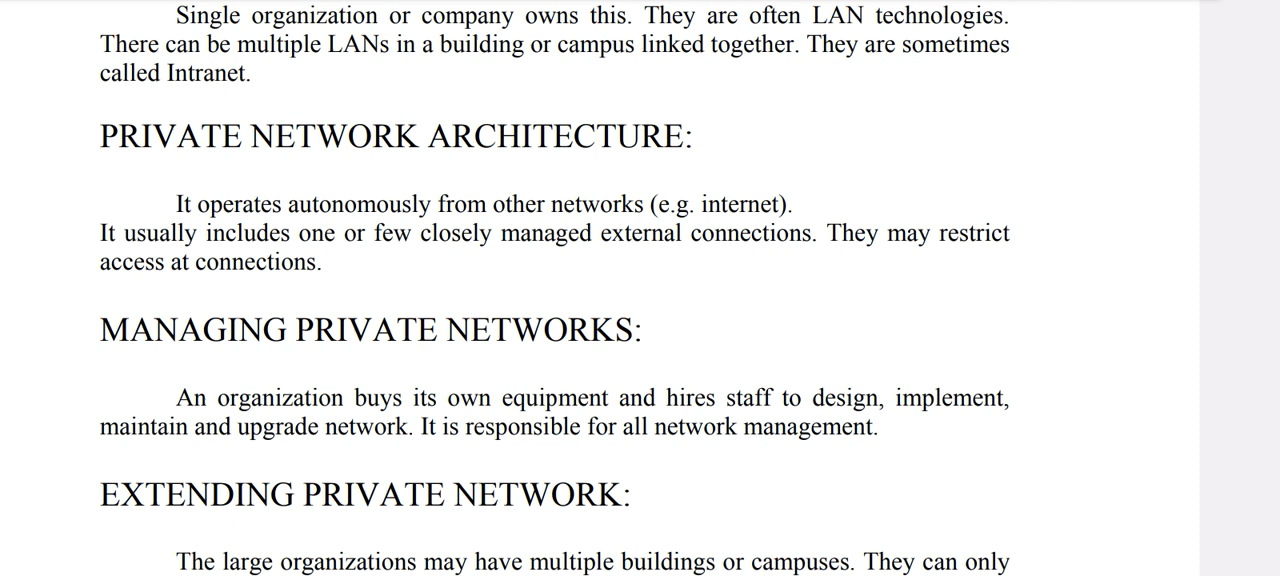 Single organization or company owns this. They are often LAN technologies.
There can be multiple LANs in a building or campus linked together. They are sometimes
called Intranet.
PRIVATE NETWORK ARCHITECTURE:
It operates autonomously from other networks (e.g. internet).
It usually includes one or few closely managed external connections. They may restrict
access at connections.
MANAGING PRIVATE NETWORKS:
An organization buys its own equipment and hires staff to design, implement,
maintain and upgrade network. It is responsible for all network management.
EXTENDING PRIVATE NETWORK:
The large organizations may have multiple buildings or campuses. They can only